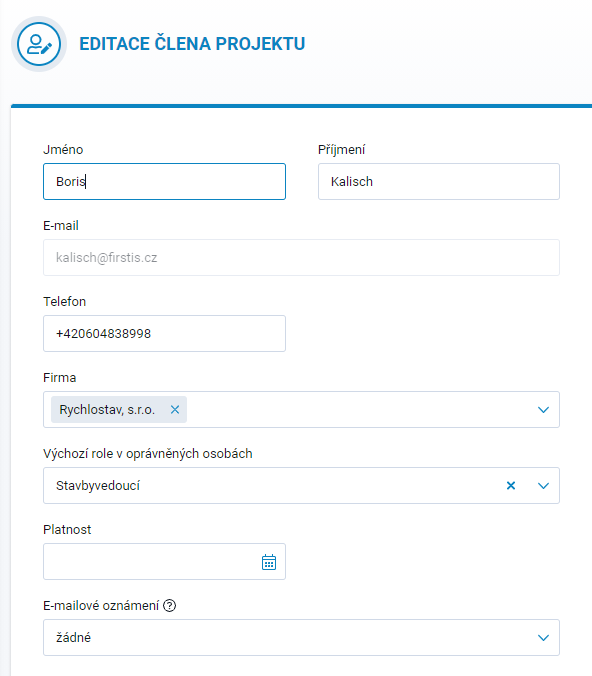 EDITACE ČLENA PROJEKTU
Jméno
Příjmení
Boris
Kalisch
E-mail
kalisch@firstis.cz
Telefon
+420604838998
Firma
Rychlostav, s.r.o.
Výchozí role v oprávněných osobách
Stavbyvedoucí
Platnost
E-mailové oznámení
žádné